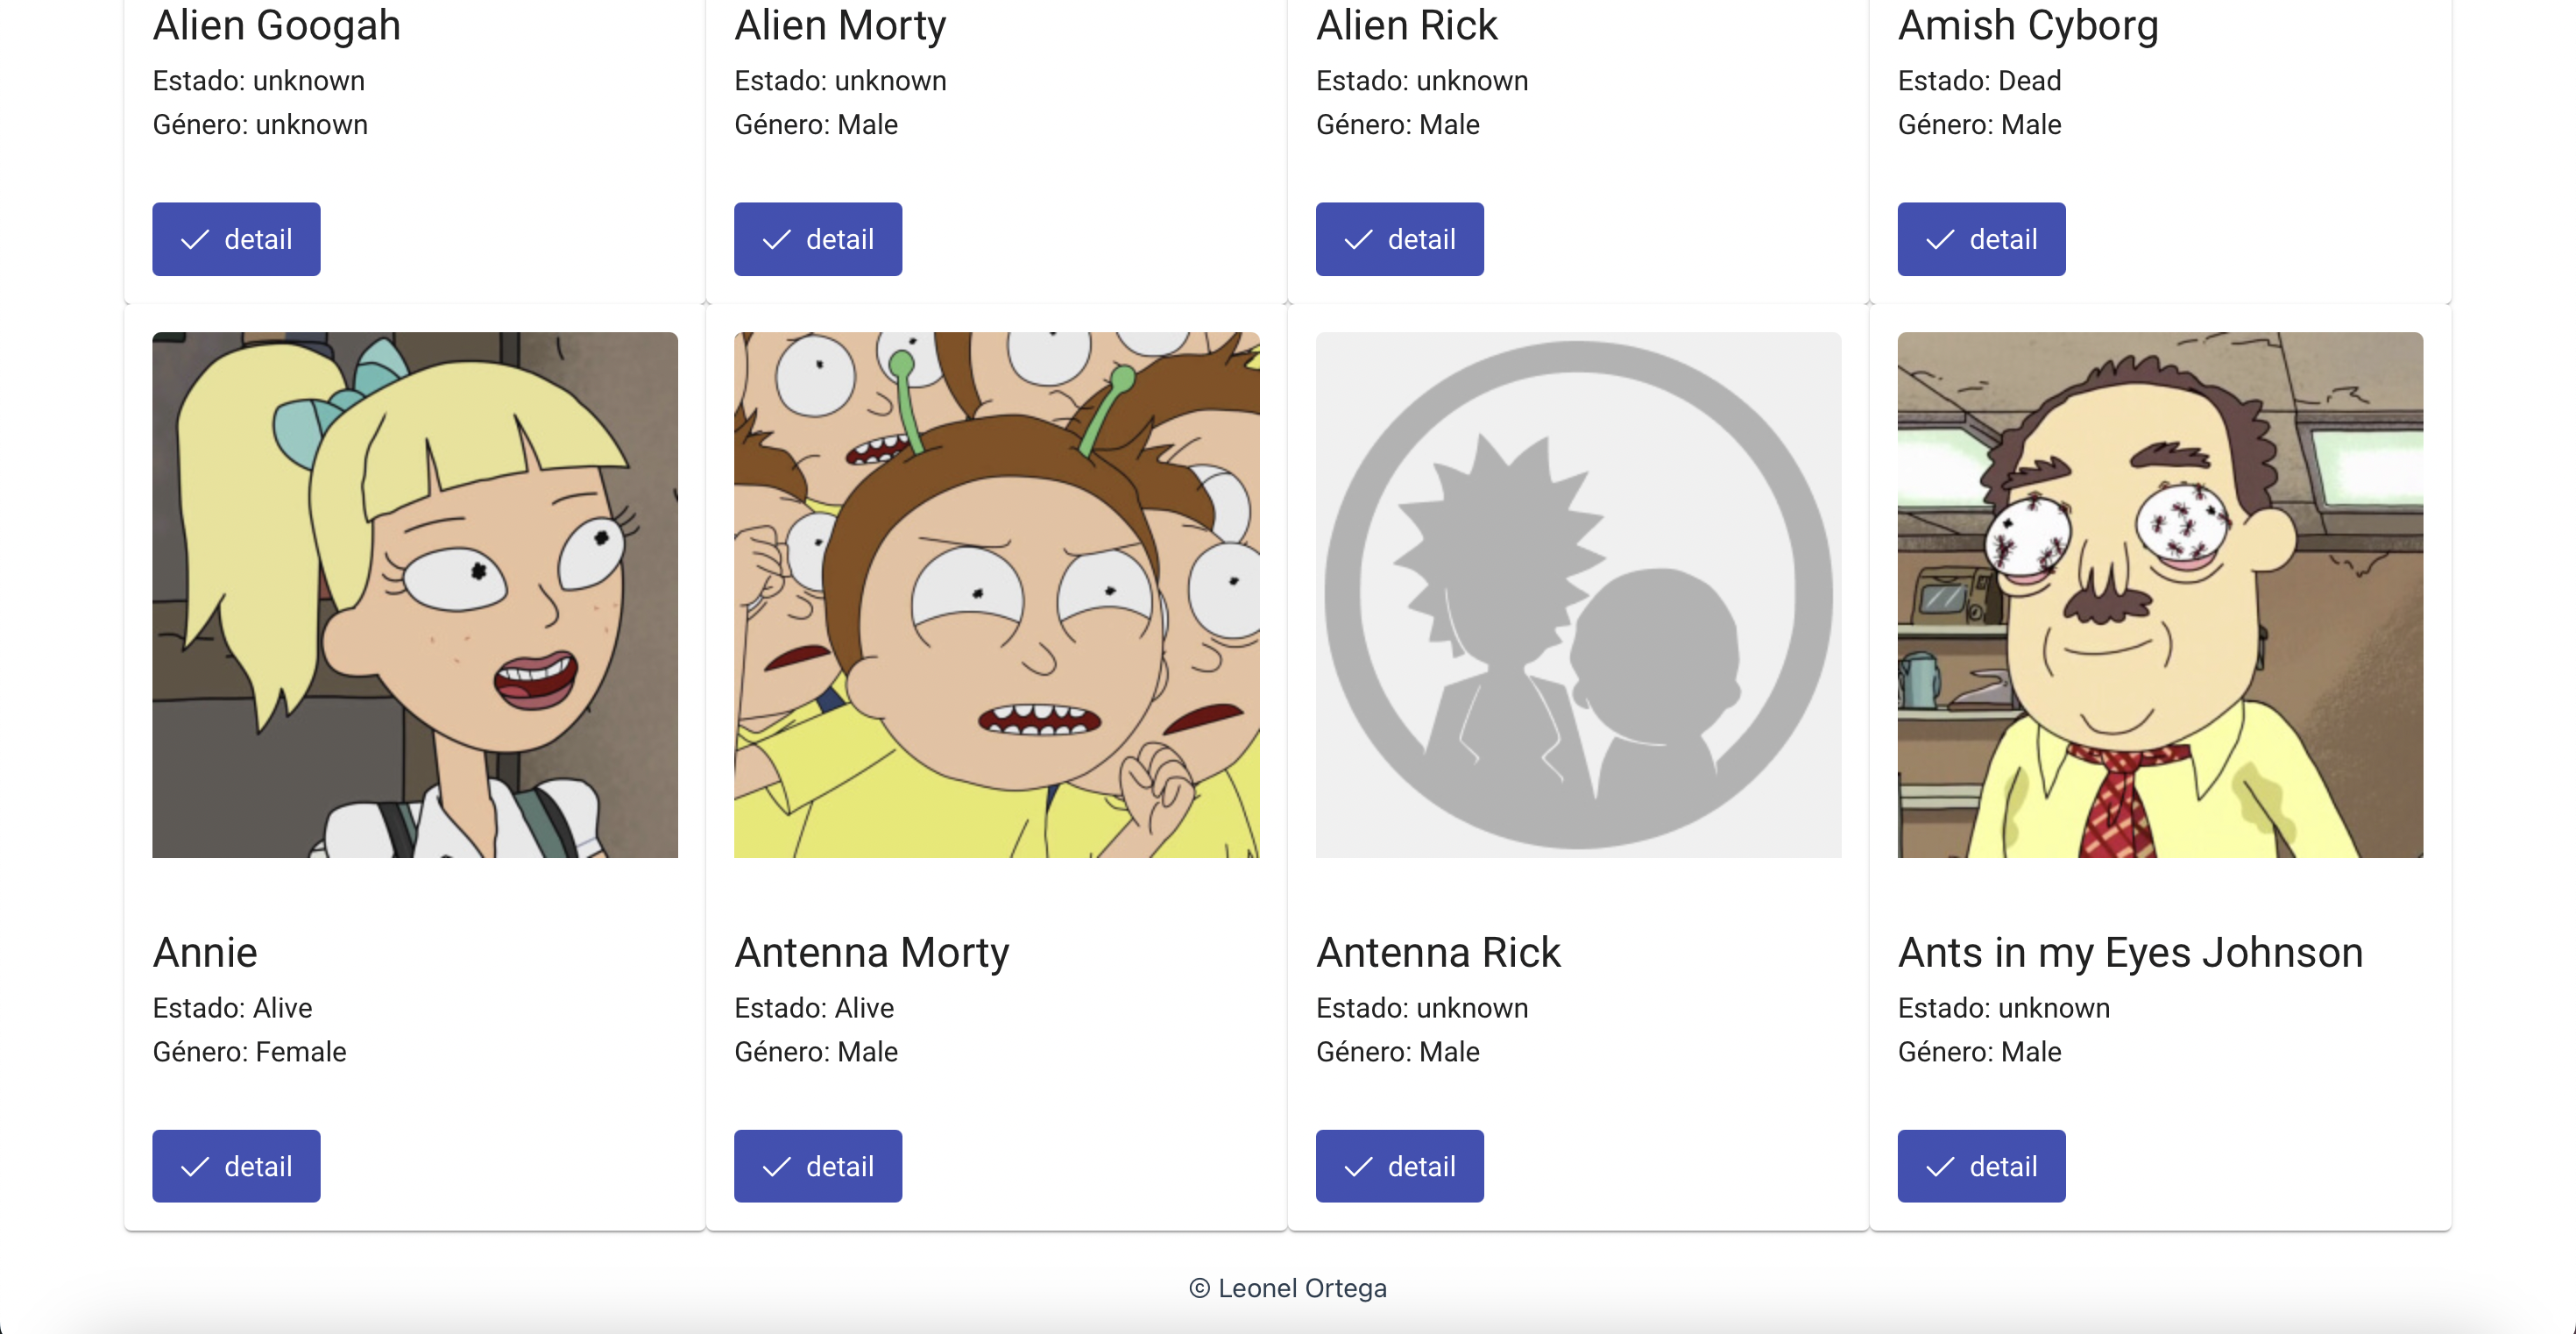 Alien Googah
Estado: unknown
Género: unknown
detail
Alien Morty
Estado: unknown
Género: Male
detail
Alien Rick
Estado: unknown
Género: Male
detail
Amish Cyborg
Estado: Dead
Género: Male
detail
Annie
Estado: Alive
Género: Female
detail
Antenna Morty
Estado: Alive
Género: Male
detail
Antenna Rick
Estado: unknown
Género: Male
detail
Ants in my Eyes Johnson
Estado: unknown
Género: Male
detail
© Leonel Ortega